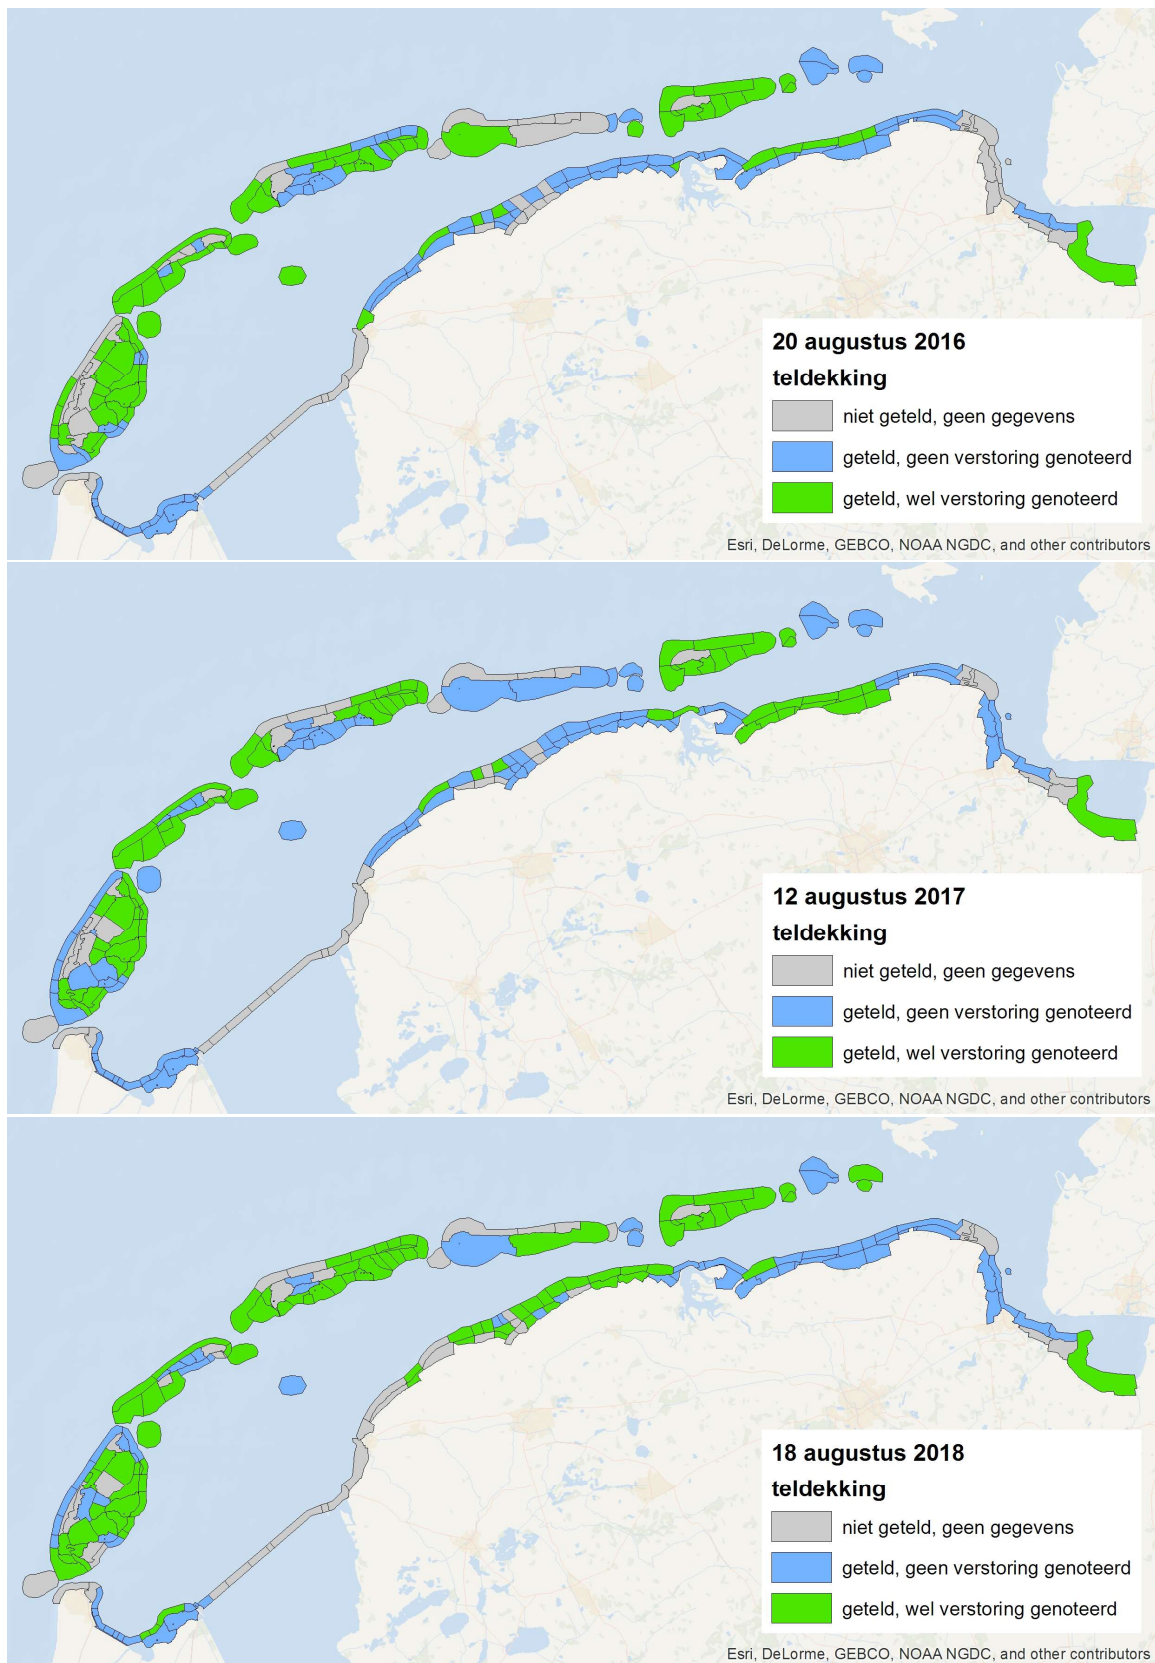 20 augustus 2016
teldekking
niet geteld, geen gegevens
geteld, geen verstoring genoteerd
geteld, wel verstoring genoteerd
Esri, DeLorme, GEBCO, NOAA NGDC, and other contributors
12 augustus 2017
teldekking
niet geteld, geen gegevens
geteld, geen verstoring genoteerd
geteld, wel verstoring genoteerd
Esri, DeLorme, GEBCO, NOAA NGDC, and other contributors
18 augustus 2018
teldekking
niet geteld, geen gegevens
geteld, geen verstoring genoteerd
geteld, wel verstoring genoteerd
Esri, DeLorme, GEBCO, NOAA NGDC, and other contributors